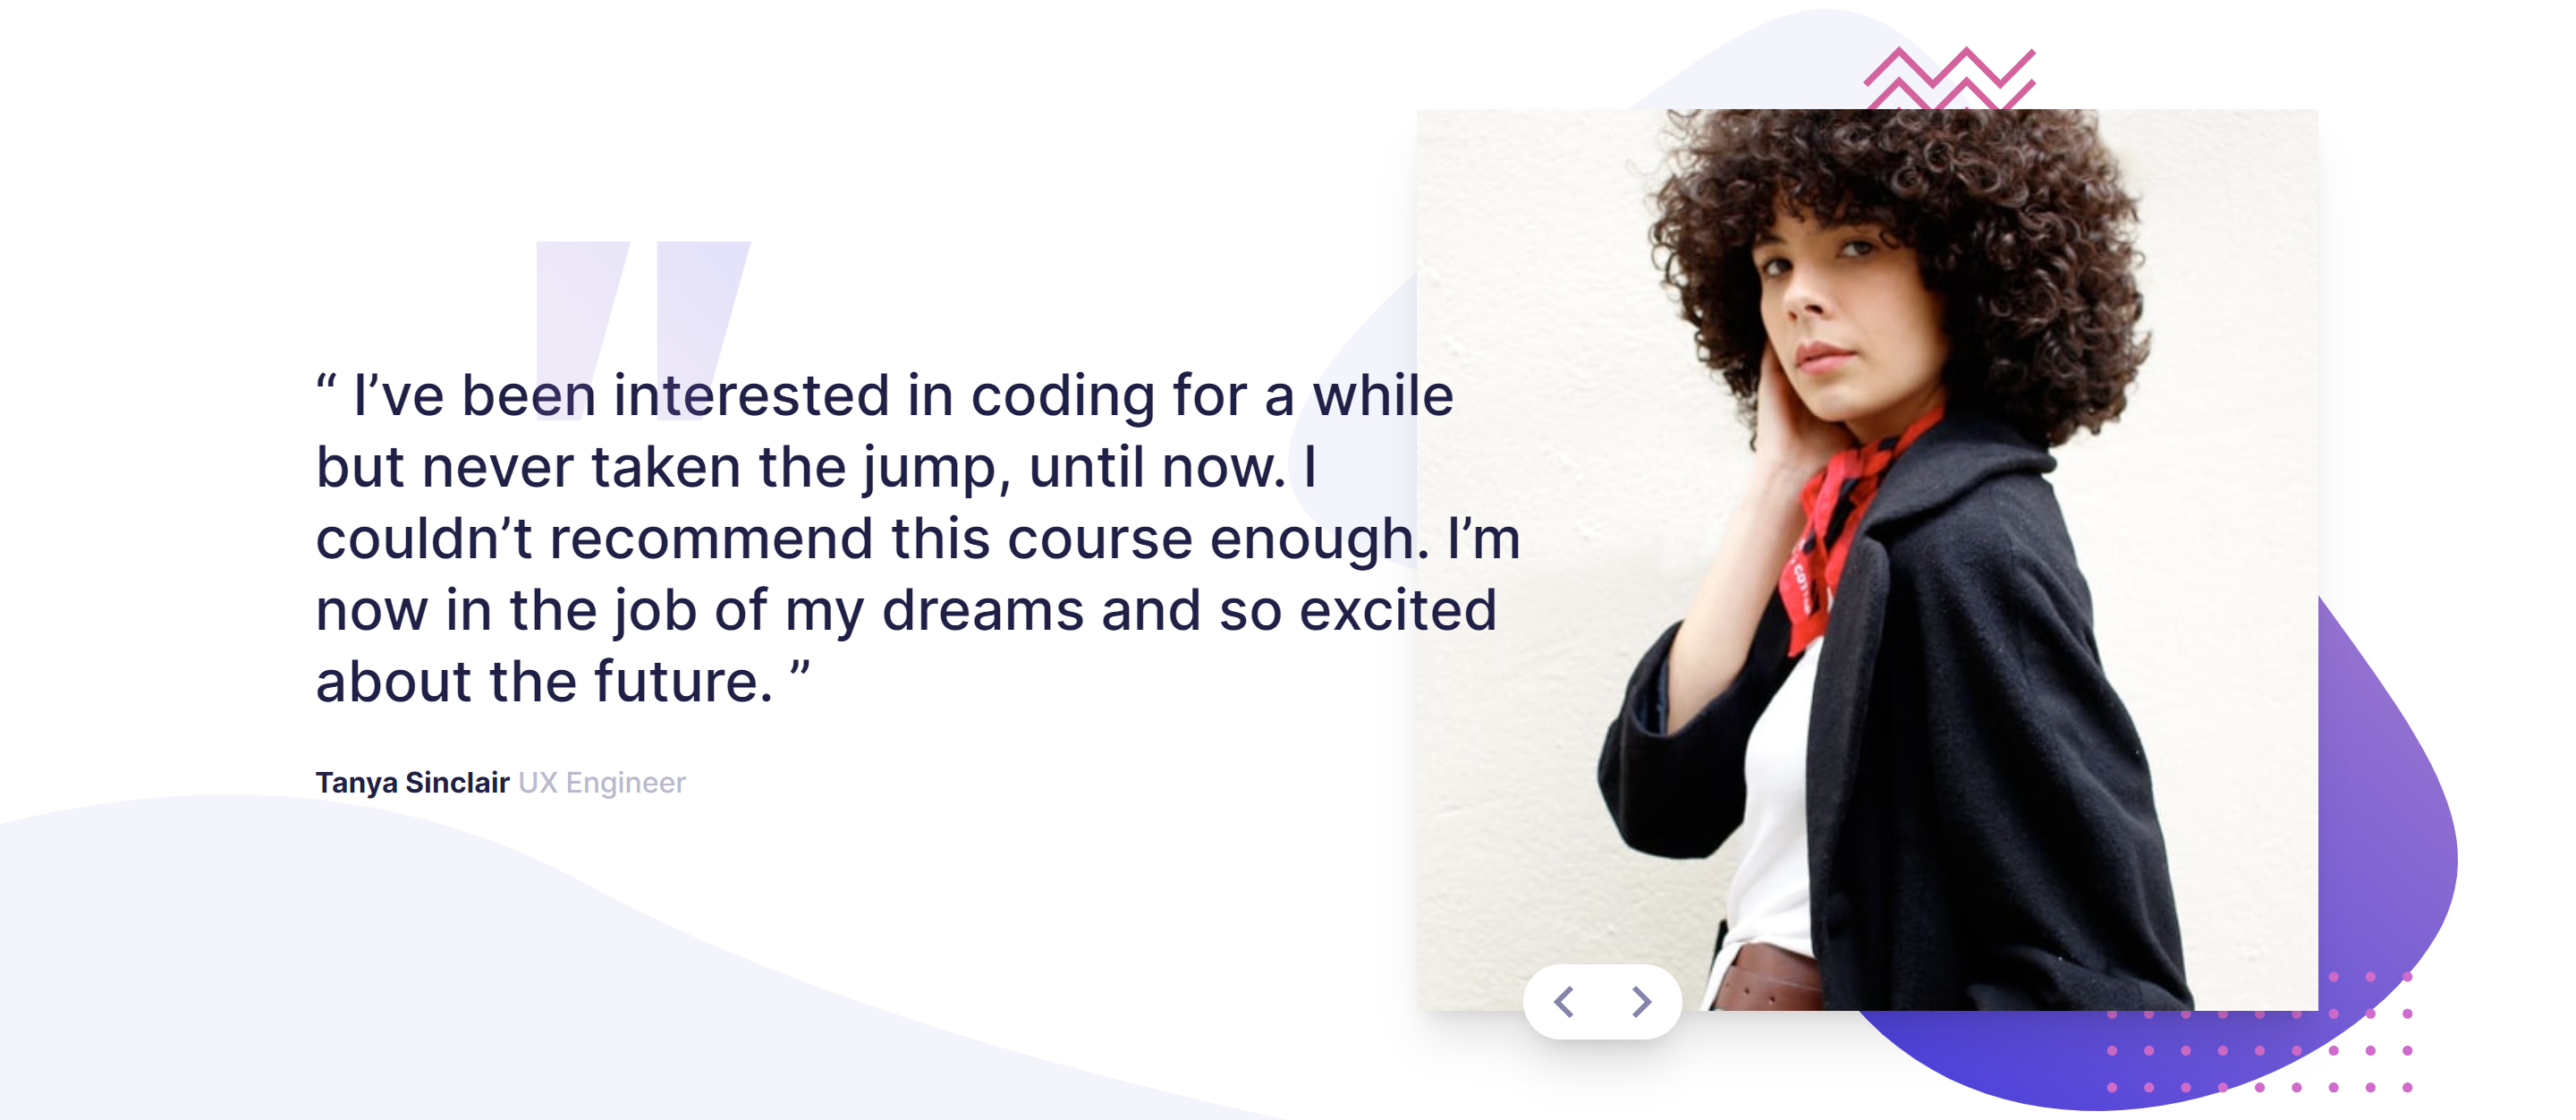 “ I’ve been interested in coding for a while
but never taken the jump, until now. I
couldn’t recommend this course enough. I’m
now in the job of my dreams and so excited
about the future. ”
Tanya Sinclair UX Engineer